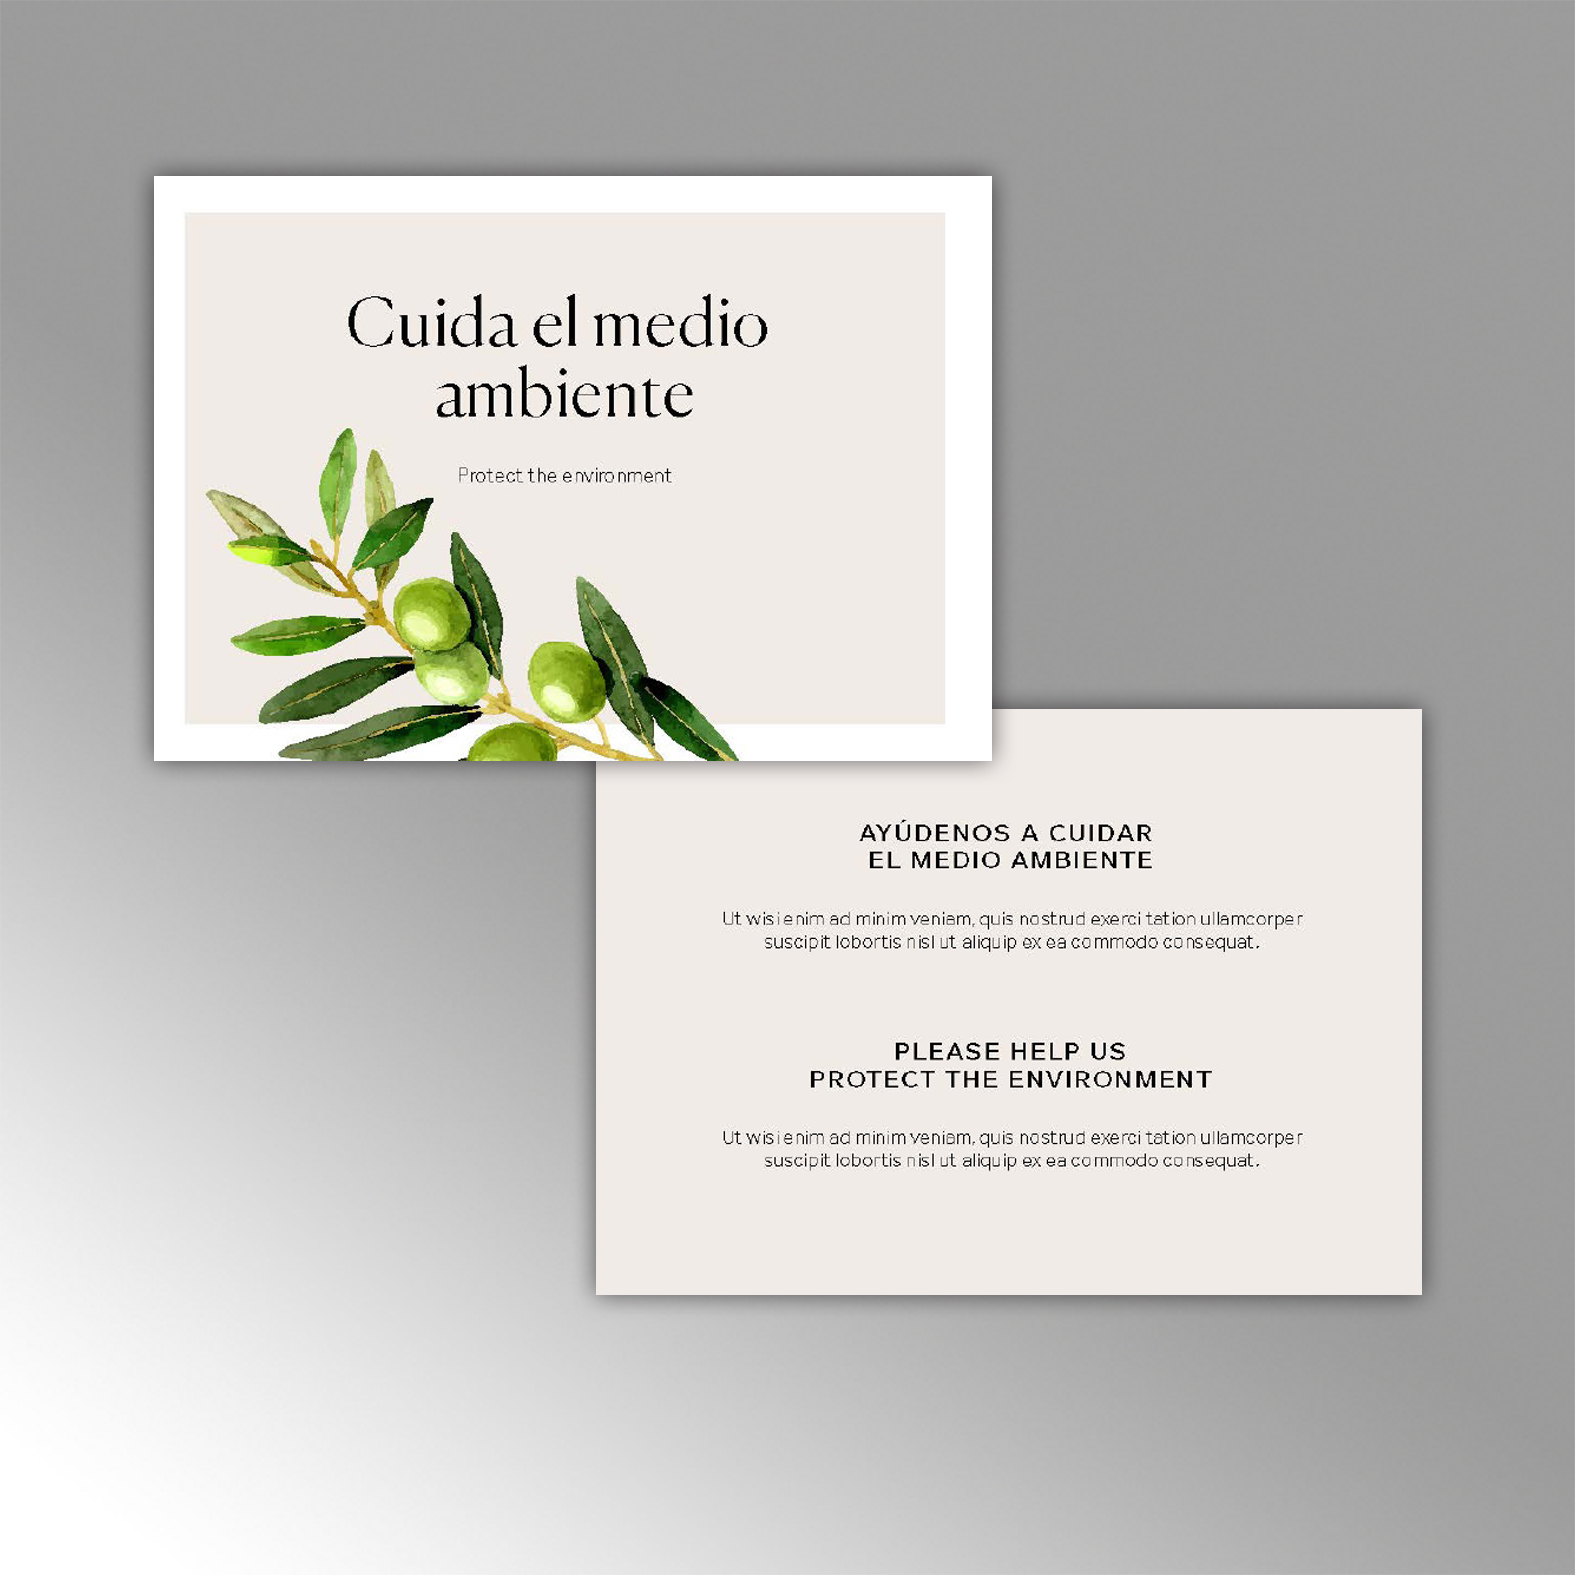 Cuida el medio
ambiente
Protect the environment
AYÚDENOS A CUIDAR
EL MEDIO AMBIENTE
Ut wisi enim ad minim veniam, quis nostrud exerci tation ullamcorper
suscipit lobortis nisl ut aliquip ex ea commodo consequat.
PLEASE HELP US
PROTECT THE ENVIRONMENT
Ut wisi enim ad minim veniam, quis nostrud exerci tation ullamcorper
suscipit lobortis nisl ut aliquip ex ea commodo consequat.